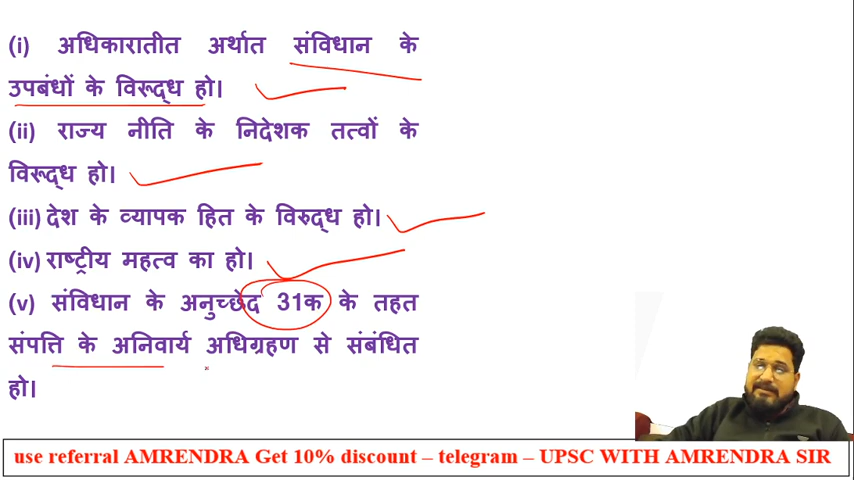 (i) अधिकारातीत अर्थात संविधान के
उपबंधों के विरूद्ध हो।
(ii) राज्य नीति के निदेशक तत्वों के
विरूद्ध हो।
(iii) देश के व्यापक हित के विरुद्ध हो।
(iv) राष्ट्रीय महत्व का हो।
(v) संविधान के अनुच्छेद 31क के तहत
संपत्ति के अनिवार्य अधिग्रहण से संबंधित
हो।
use referral AMRENDRA Get 10% discount – telegram – UPSC WITH AMRENDRA SIR